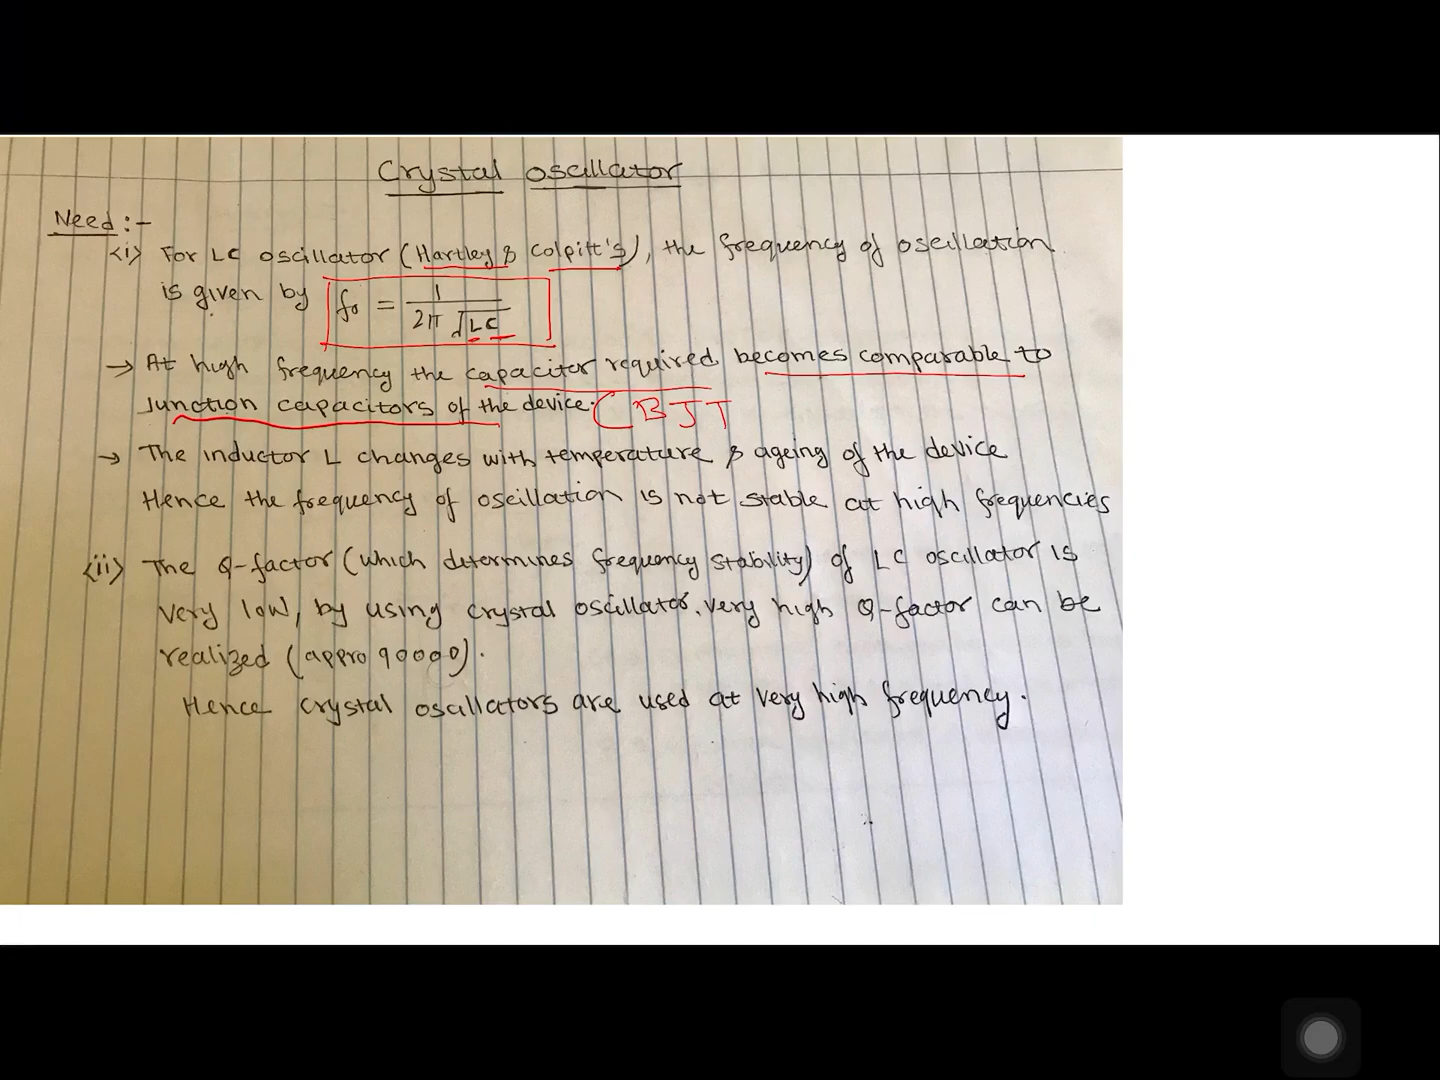 Crystal oscillator
Need :-
<i> For LC oscillator (Hartley & Colpitt's), the frequency of oscillation
is given by fo = 1 / 2π √LC
→ At high frequency the capacitor required becomes comparable to
Junction capacitors of the device. (BJT
→ The inductor L changes with temperature & ageing of the device
Hence the frequency of oscillation is not stable at high frequencies
<ii> The Q-factor (which determines frequency stability) of LC oscillator is
very low, by using crystal oscillator, very high Q-factor can be
realized (appro 90000).
Hence crystal oscillators are used at very high frequency.